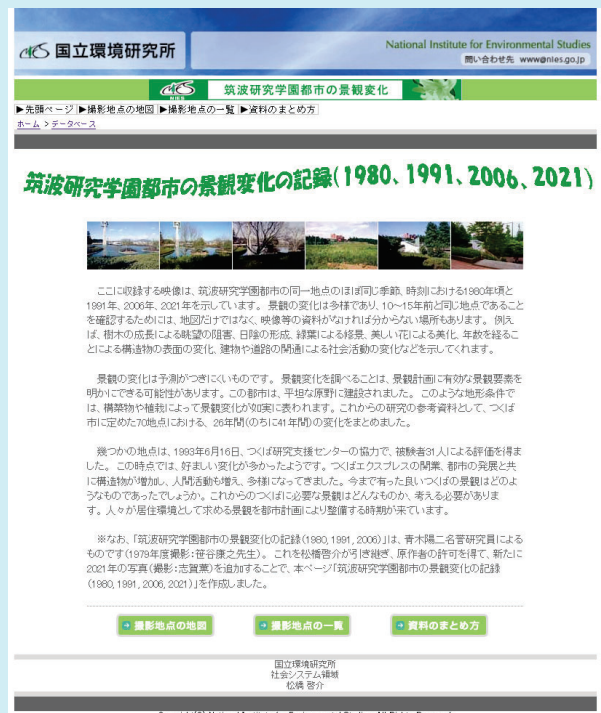 nies 国立環境研究所
National Institute for Environmental Studies
問い合わせ先 www@nies.go.jp
nies
NIES
筑波研究学園都市の景観変化
▶先頭ページ|▶撮影地点の地図|▶撮影地点の一覧|▶資料のまとめ方
ホーム > データベース
筑波研究学園都市の景観変化の記録(1980、1991、2006、2021)
ここに収録する映像は、筑波研究学園都市の同一地点のほぼ同じ季節、時刻における1980年頃と
1991年、2006年、2021年を示しています。 景観の変化は多様であり、10〜15年前と同じ地点であること
を確認するためには、地図だけではなく、映像等の資料がなければ分からない場所もあります。 例え
ば、樹木の成長による眺望の阻害、日陰の形成、緑葉による修景、美しい花による美化、年数を経るこ
とによる構造物の表面の変化、建物や道路の開通による社会活動の変化などを示してくれます。
景観の変化は予測がつきにくいものです。 景観変化を調べることは、景観計画に有効な景観要素を
明かにできる可能性があります。この都市は、平坦な原野に建設されました。 このような地形条件で
は、構築物や植栽によって景観変化が如実に表われます。これからの研究の参考資料として、つくば
市に定めた70地点における、 26年間(のちに41年間)の変化をまとめました。
幾つかの地点は、1993年6月16日、つくば研究支援センターの協力で、被験者31人による評価を得ま
した。 この時点では、好ましい変化が多かったようです。つくばエクスプレスの開業、都市の発展と共
に構造物が増加し、人間活動も増え、多様になってきました。今まで有った良いつくばの景観はどのよ
うなものであったでしょうか。これからのつくばに必要な景観はどんなものか、考える必要がありま
す。 人々が居住環境として求める景観を都市計画により整備する時期が来ています。
※なお、「筑波研究学園都市の景観変化の記録(1980,1991,2006)」は、青木陽二名誉研究員による
ものです(1979年度撮影:笹谷康之先生)。 これを松橋啓介が引き継ぎ、原作者の許可を得て、新たに
2021年の写真(撮影:志賀薫)を追加することで、本ページ「筑波研究学園都市の景観変化の記録
(1980,1991,2006,2021)」を作成しました。
撮影地点の地図
撮影地点の一覧
資料のまとめ方
国立環境研究所
社会システム領域
松橋 啓介